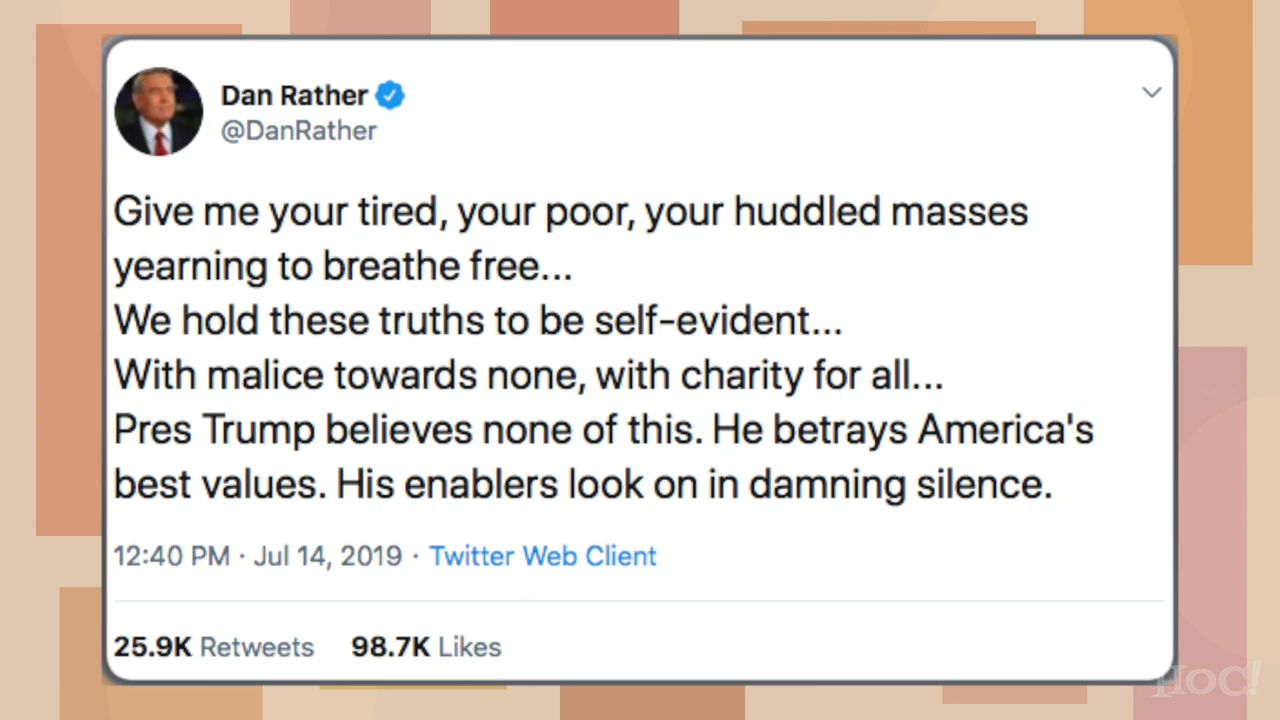 Dan Rather
@DanRather
Give me your tired, your poor, your huddled masses
yearning to breathe free...
We hold these truths to be self-evident...
With malice towards none, with charity for all...
Pres Trump believes none of this. He betrays America's
best values. His enablers look on in damning silence.
12:40 PM · Jul 14, 2019 · Twitter Web Client
25.9K Retweets 98.7K Likes
HOC!